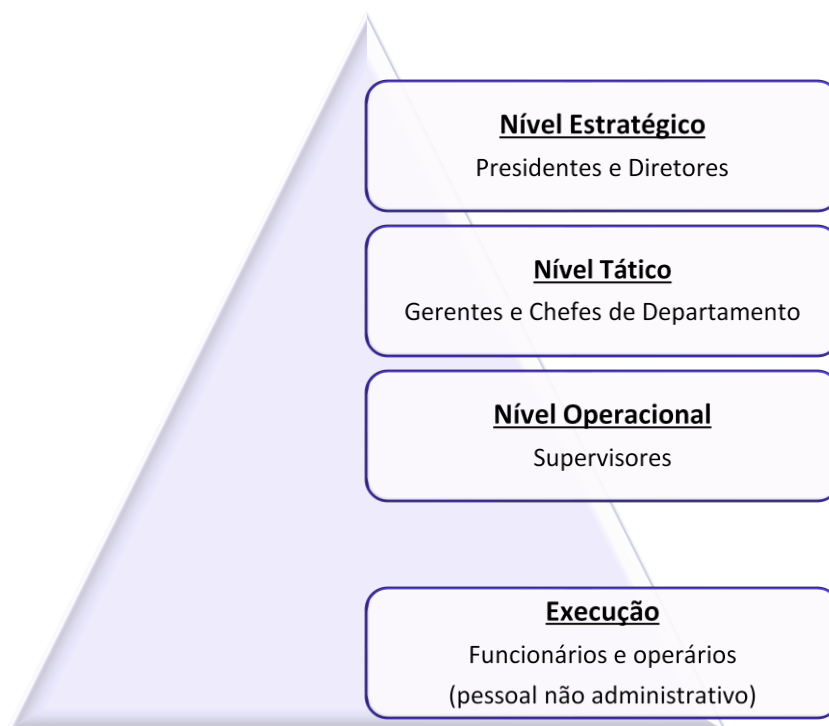 Nível Estratégico
Presidentes e Diretores
Nível Tático
Gerentes e Chefes de Departamento
Nível Operacional
Supervisores
Execução
Funcionários e operários
(pessoal não administrativo)